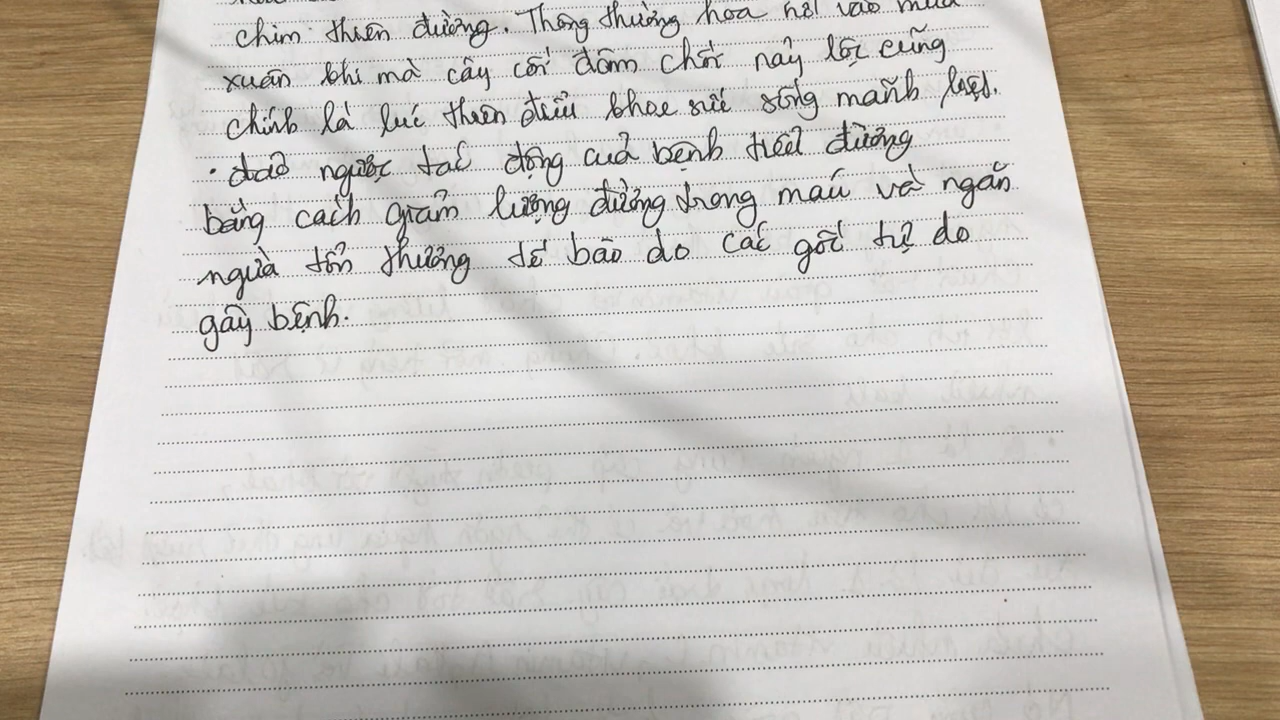 chim thiên đường. Thông thường hoa nở vào mùa
xuân khi mà cây cối đâm chồi nảy lộc cũng
chính là lúc thiên điểu khoe sức sống mãnh liệt.
• đảo ngược tác động của bệnh tiểu đường
bằng cách giảm lượng đường trong máu và ngăn
ngừa tổn thương tế bào do các gốc tự do
gây bệnh.